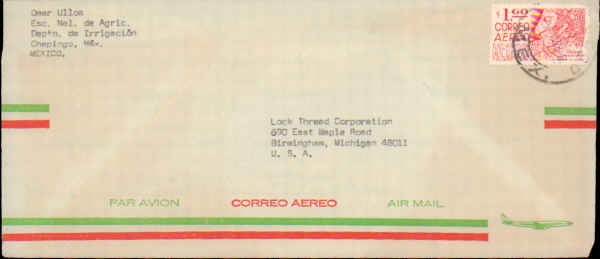 Omar Ulloa
Esc. Nal. de Agric.
Depto. de Irrigación
Chapingo, Méx.
MEXICO.
$1.60
CORREO
AEREO
Lock Thread Corporation
690 East Maple Road
Birmingham, Michigan 48011
U. S. A.
PAR AVION CORREO AEREO AIR MAIL